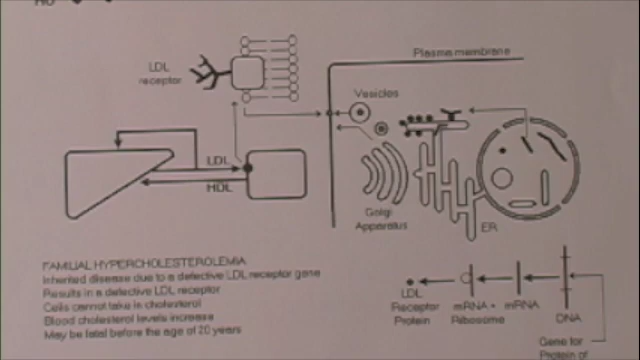 Plasma membrane
LDL
receptor
Vesicles
LDL
HDL
Golgi
Apparatus
ER
FAMILIAL HYPERCHOLESTEROLEMIA
Inherited disease due to a defective LDL receptor gene
Results in a defective LDL receptor
Cells cannot take in cholesterol
Blood cholesterol levels increase
May be fatal before the age of 20 years
LDL
Receptor
Protein
mRNA +
Ribosome
mRNA
DNA
Gene for
Protein of